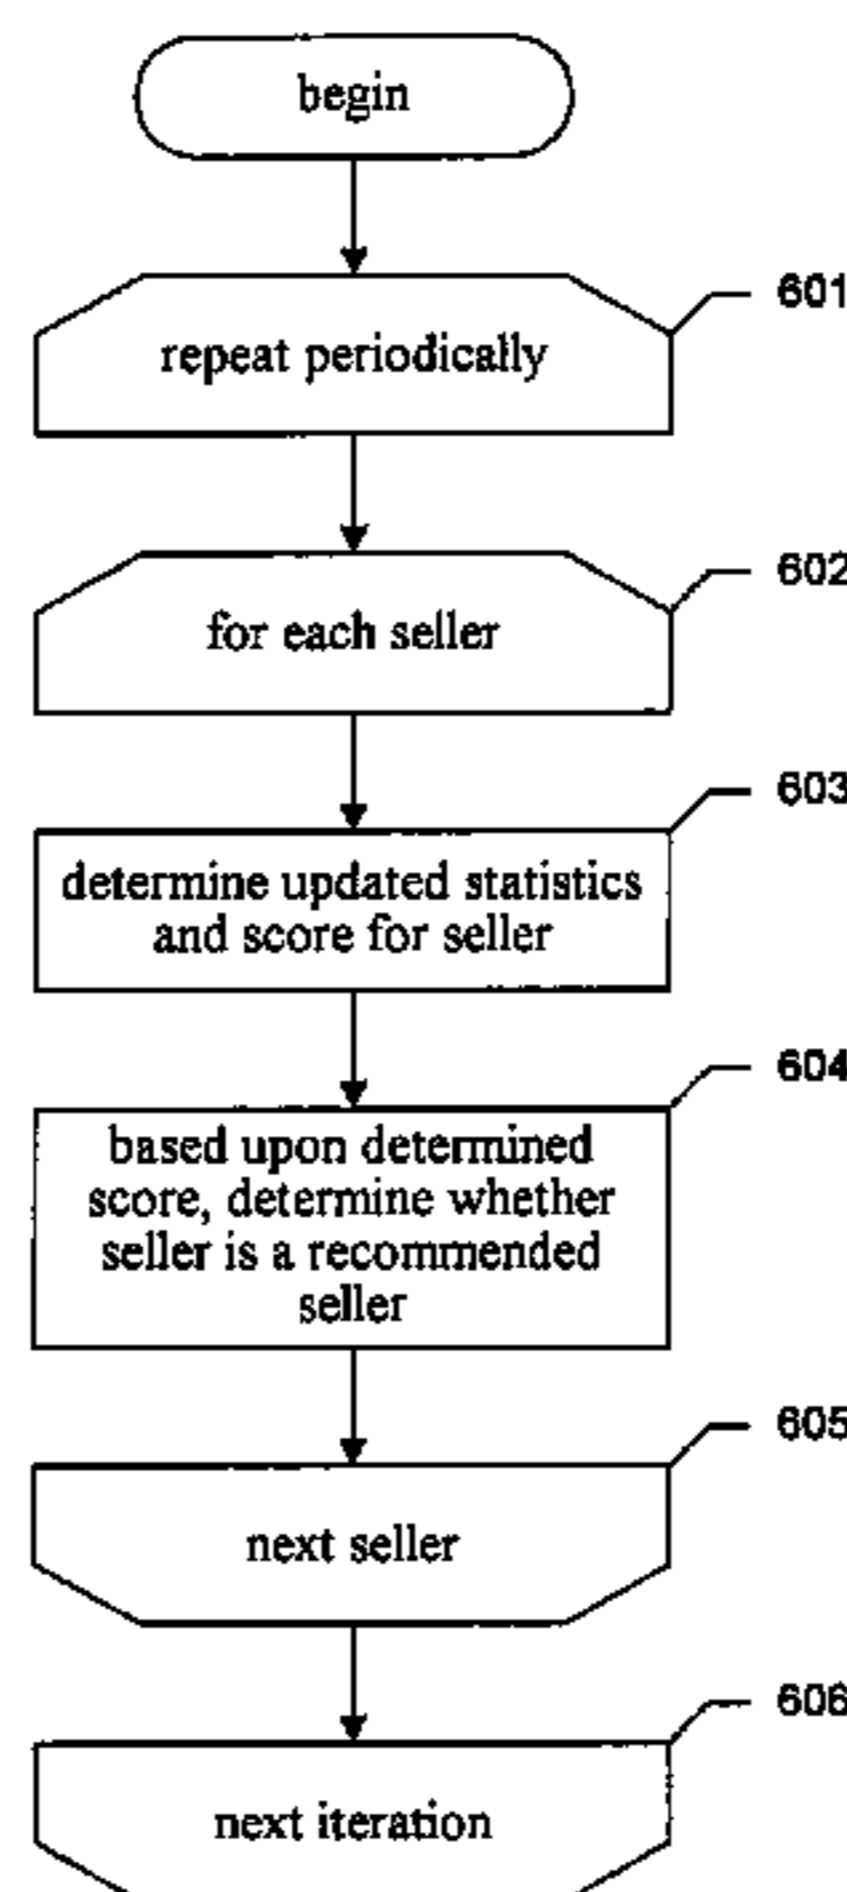 begin
601
repeat periodically
602
for each seller
603
determine updated statistics
and score for seller
604
based upon determined
score, determine whether
seller is a recommended
seller
605
next seller
606
next iteration